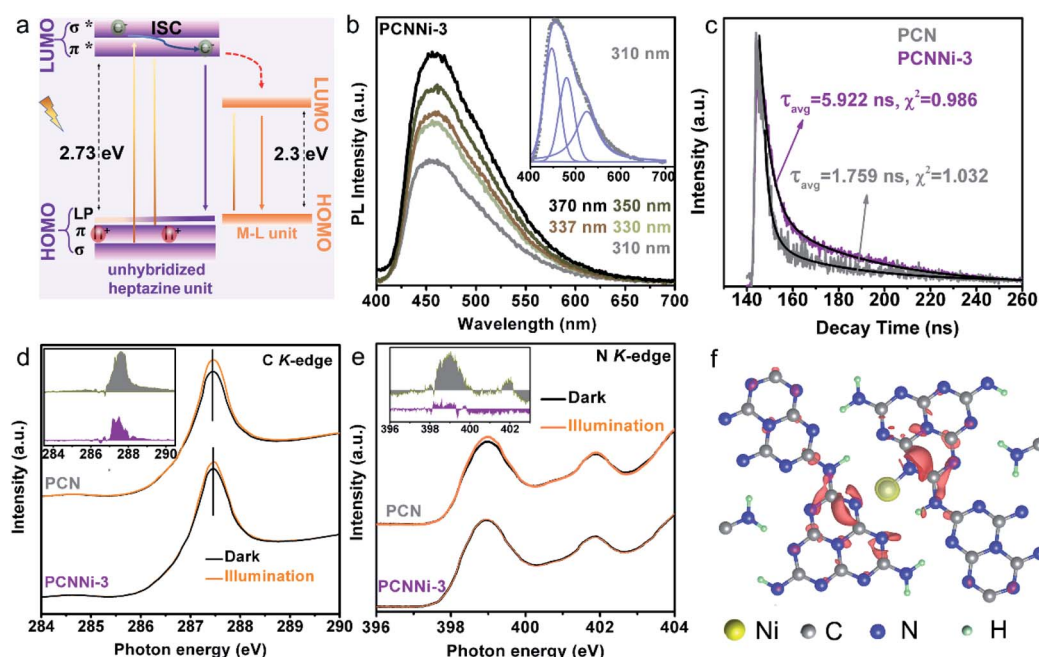 a
LUMO
σ *
π *
C⁻
ISC
C⁻
LUMO
2.73 eV
2.3 eV
HOMO
LP
π
σ
H⁺
H⁺
HOMO
M-L unit
unhybridized
heptazine unit
b
PCNNi-3
310 nm
400 500 600 700
370 nm 350 nm
337 nm 330 nm
310 nm
PL Intensity (a.u.)
400 450 500 550 600 650 700
Wavelength (nm)
c
PCN
PCNNi-3
τavg=5.922 ns, χ²=0.986
τavg=1.759 ns, χ²=1.032
Intensity (a.u.)
140 160 180 200 220 240 260
Decay Time (ns)
d
C K-edge
284 286 288 290
PCN
Dark
Illumination
PCNNi-3
Intensity (a.u.)
284 285 286 287 288 289 290
Photon energy (eV)
e
N K-edge
396 399 402
Dark
Illumination
PCN
PCNNi-3
Intensity (a.u.)
396 398 400 402 404
Photon energy (eV)
f
Ni C N H